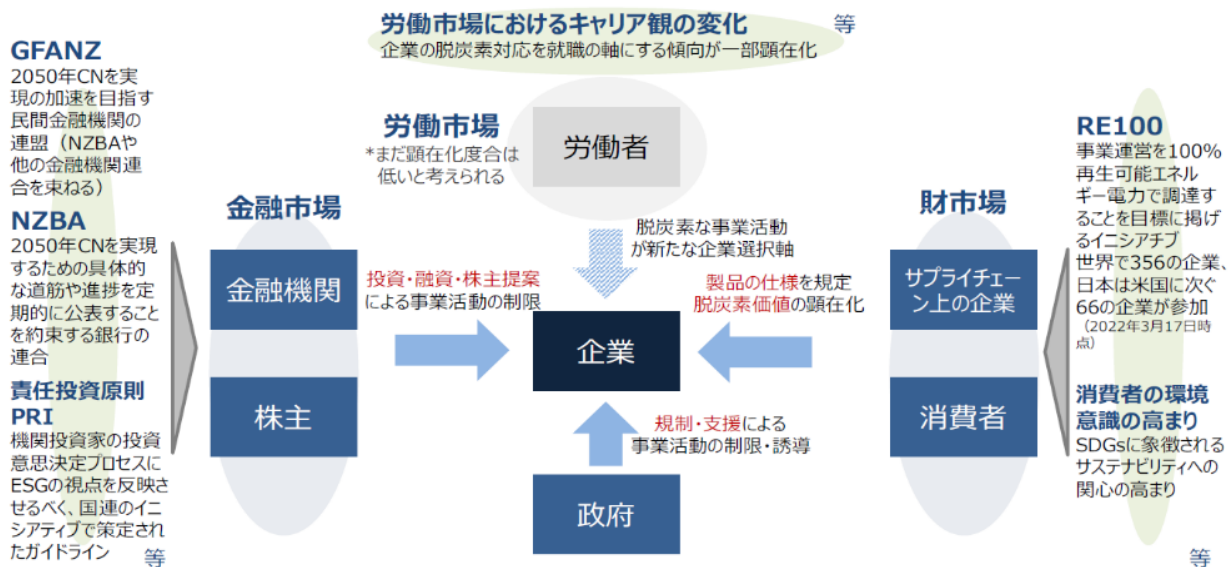 労働市場におけるキャリア観の変化
企業の脱炭素対応を就職の軸にする傾向が一部顕在化
等
GFANZ
2050年CNを実
現の加速を目指す
民間金融機関の
連盟（NZBAや
他の金融機関連
合を束ねる）
NZBA
2050年CNを実現
するための具体的
な道筋や進捗を定
期的に公表すること
を約束する銀行の
連合
責任投資原則
PRI
機関投資家の投資
意思決定プロセスに
ESGの視点を反映さ
せるべく、国連のイニ
シアティブで策定され
たガイドライン
等
金融市場
金融機関
株主
投資・融資・株主提案
による事業活動の制限
労働市場
*まだ顕在化度合は
低いと考えられる
労働者
脱炭素な事業活動
が新たな企業選択軸
企業
規制・支援による
事業活動の制限・誘導
政府
製品の仕様を規定
脱炭素価値の顕在化
財市場
サプライチェー
ン上の企業
消費者
RE100
事業運営を100%
再生可能エネル
ギー電力で調達す
ることを目標に掲げ
るイニシアチブ
世界で356の企業、
日本は米国に次ぐ
66の企業が参加
（2022年3月17日時
点）
消費者の環境
意識の高まり
SDGsに象徴される
サステナビリティへの
関心の高まり
等